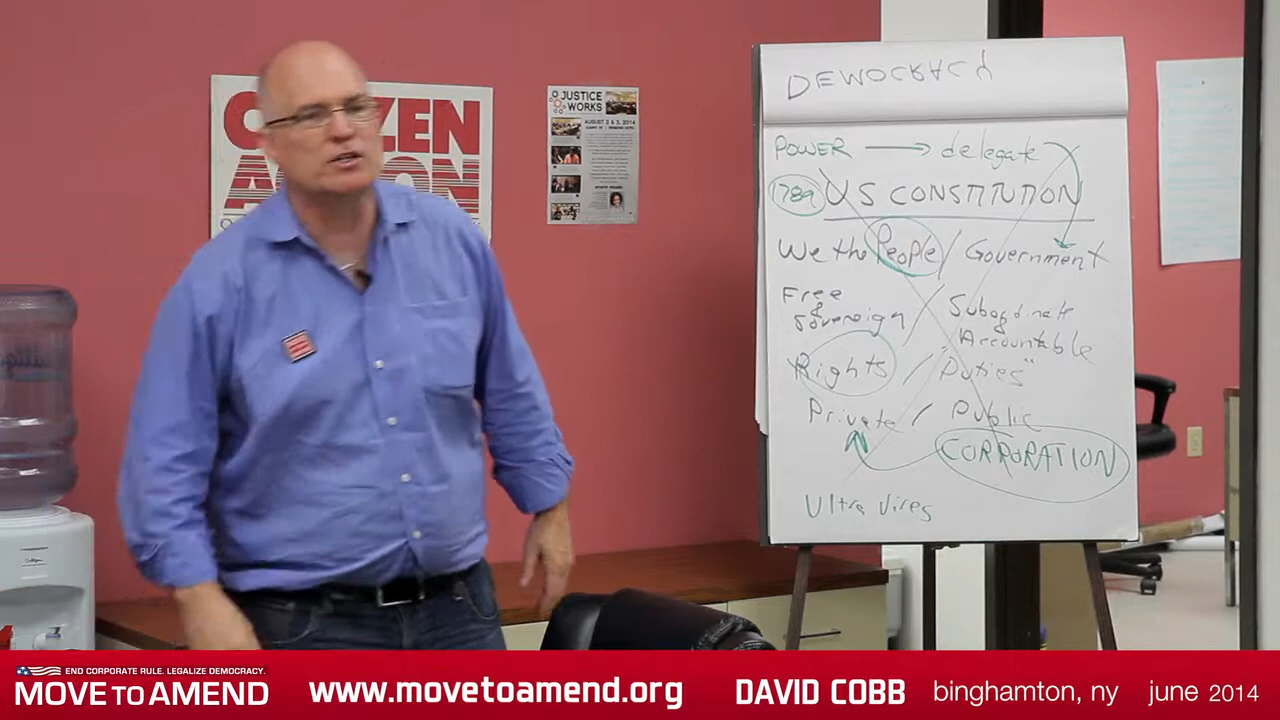 CITIZEN
ACTION
JUSTICE
WORKS
AUGUST 2 & 3, 2014
DEMOCRACY
POWER → delegate
1789 US CONSTITUTION
We the People / Government
Free & Sovereign / Subordinate & Accountable
Rights / "Duties"
Private / Public
CORPORATION
Ultra Vires
END CORPORATE RULE. LEGALIZE DEMOCRACY.
MOVE TO AMEND
www.movetoamend.org
DAVID COBB
binghamton, ny
june 2014